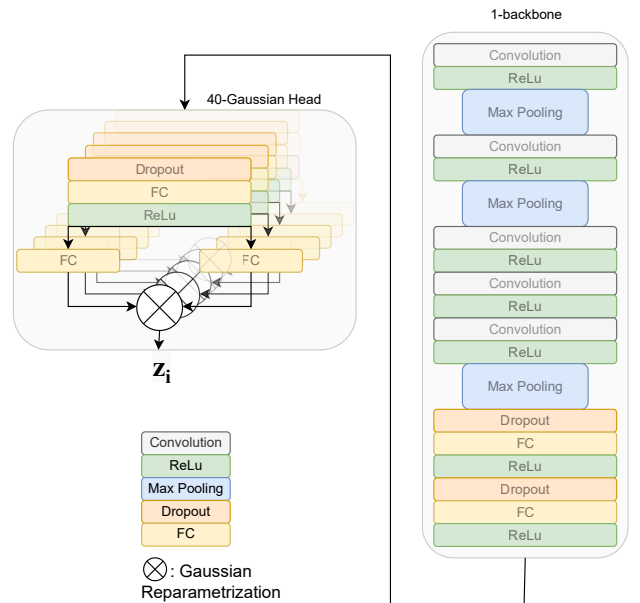 1-backbone
Convolution
ReLu
Max Pooling
Convolution
ReLu
Max Pooling
Convolution
ReLu
Convolution
ReLu
Convolution
ReLu
Max Pooling
Dropout
FC
ReLu
Dropout
FC
ReLu
40-Gaussian Head
Dropout
FC
ReLu
FC
FC
zi
Convolution
ReLu
Max Pooling
Dropout
FC
: Gaussian
Reparametrization